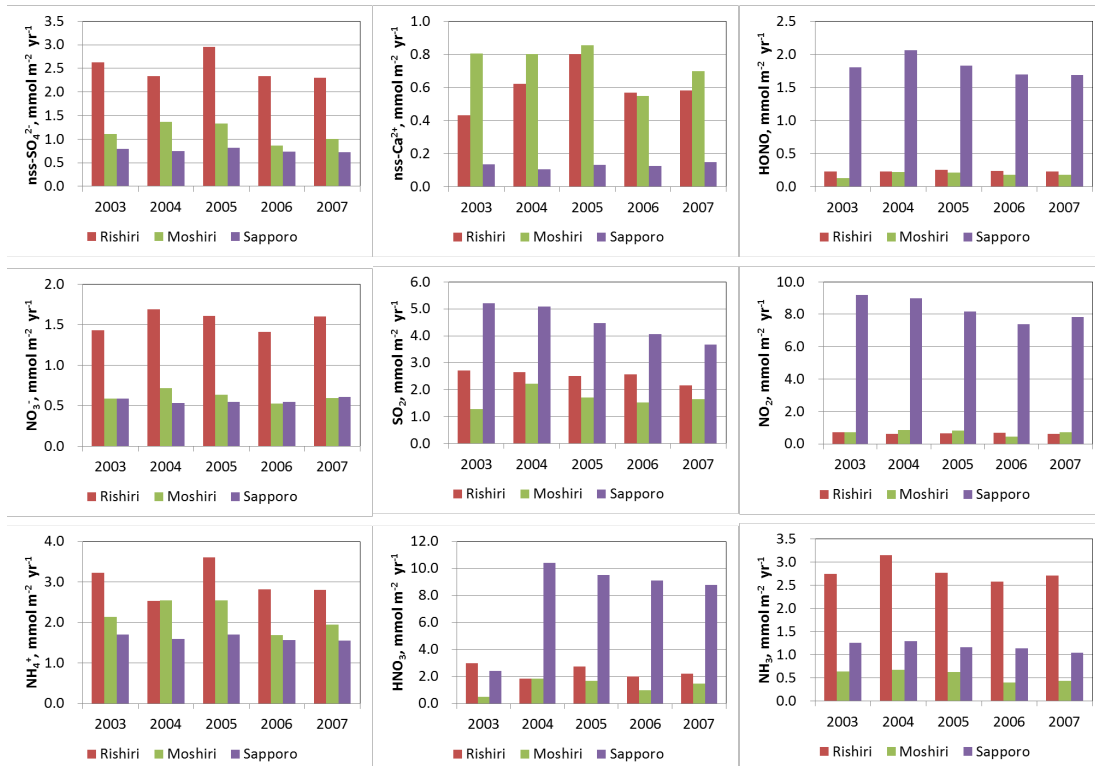 nss-SO₄²⁻, mmol m⁻² yr⁻¹
3.5
3.0
2.5
2.0
1.5
1.0
0.5
0.0
2003 2004 2005 2006 2007
Rishiri Moshiri Sapporo
nss-Ca²⁺, mmol m⁻² yr⁻¹
1.0
0.8
0.6
0.4
0.2
0.0
2003 2004 2005 2006 2007
Rishiri Moshiri Sapporo
HONO, mmol m⁻² yr⁻¹
2.5
2.0
1.5
1.0
0.5
0.0
2003 2004 2005 2006 2007
Rishiri Moshiri Sapporo
NO₃⁻, mmol m⁻² yr⁻¹
2.0
1.5
1.0
0.5
0.0
2003 2004 2005 2006 2007
Rishiri Moshiri Sapporo
SO₂, mmol m⁻² yr⁻¹
6.0
5.0
4.0
3.0
2.0
1.0
0.0
2003 2004 2005 2006 2007
Rishiri Moshiri Sapporo
NO₂, mmol m⁻² yr⁻¹
10.0
8.0
6.0
4.0
2.0
0.0
2003 2004 2005 2006 2007
Rishiri Moshiri Sapporo
NH₄⁺, mmol m⁻² yr⁻¹
4.0
3.0
2.0
1.0
0.0
2003 2004 2005 2006 2007
Rishiri Moshiri Sapporo
HNO₃, mmol m⁻² yr⁻¹
12.0
10.0
8.0
6.0
4.0
2.0
0.0
2003 2004 2005 2006 2007
Rishiri Moshiri Sapporo
NH₃, mmol m⁻² yr⁻¹
3.5
3.0
2.5
2.0
1.5
1.0
0.5
0.0
2003 2004 2005 2006 2007
Rishiri Moshiri Sapporo